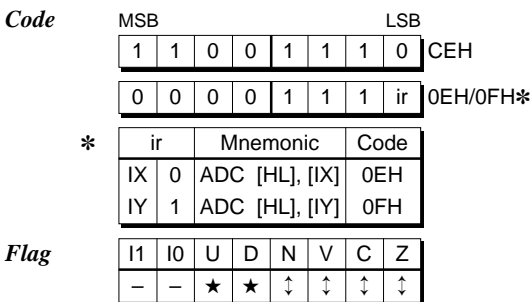 Code MSB LSB
1 1 0 0 1 1 1 0 CEH
0 0 0 0 1 1 1 ir 0EH/0FH✻
✻ ir Mnemonic Code
IX 0 ADC [HL], [IX] 0EH
IY 1 ADC [HL], [IY] 0FH
Flag I1 I0 U D N V C Z
– – ★ ★ ↕ ↕ ↕ ↕